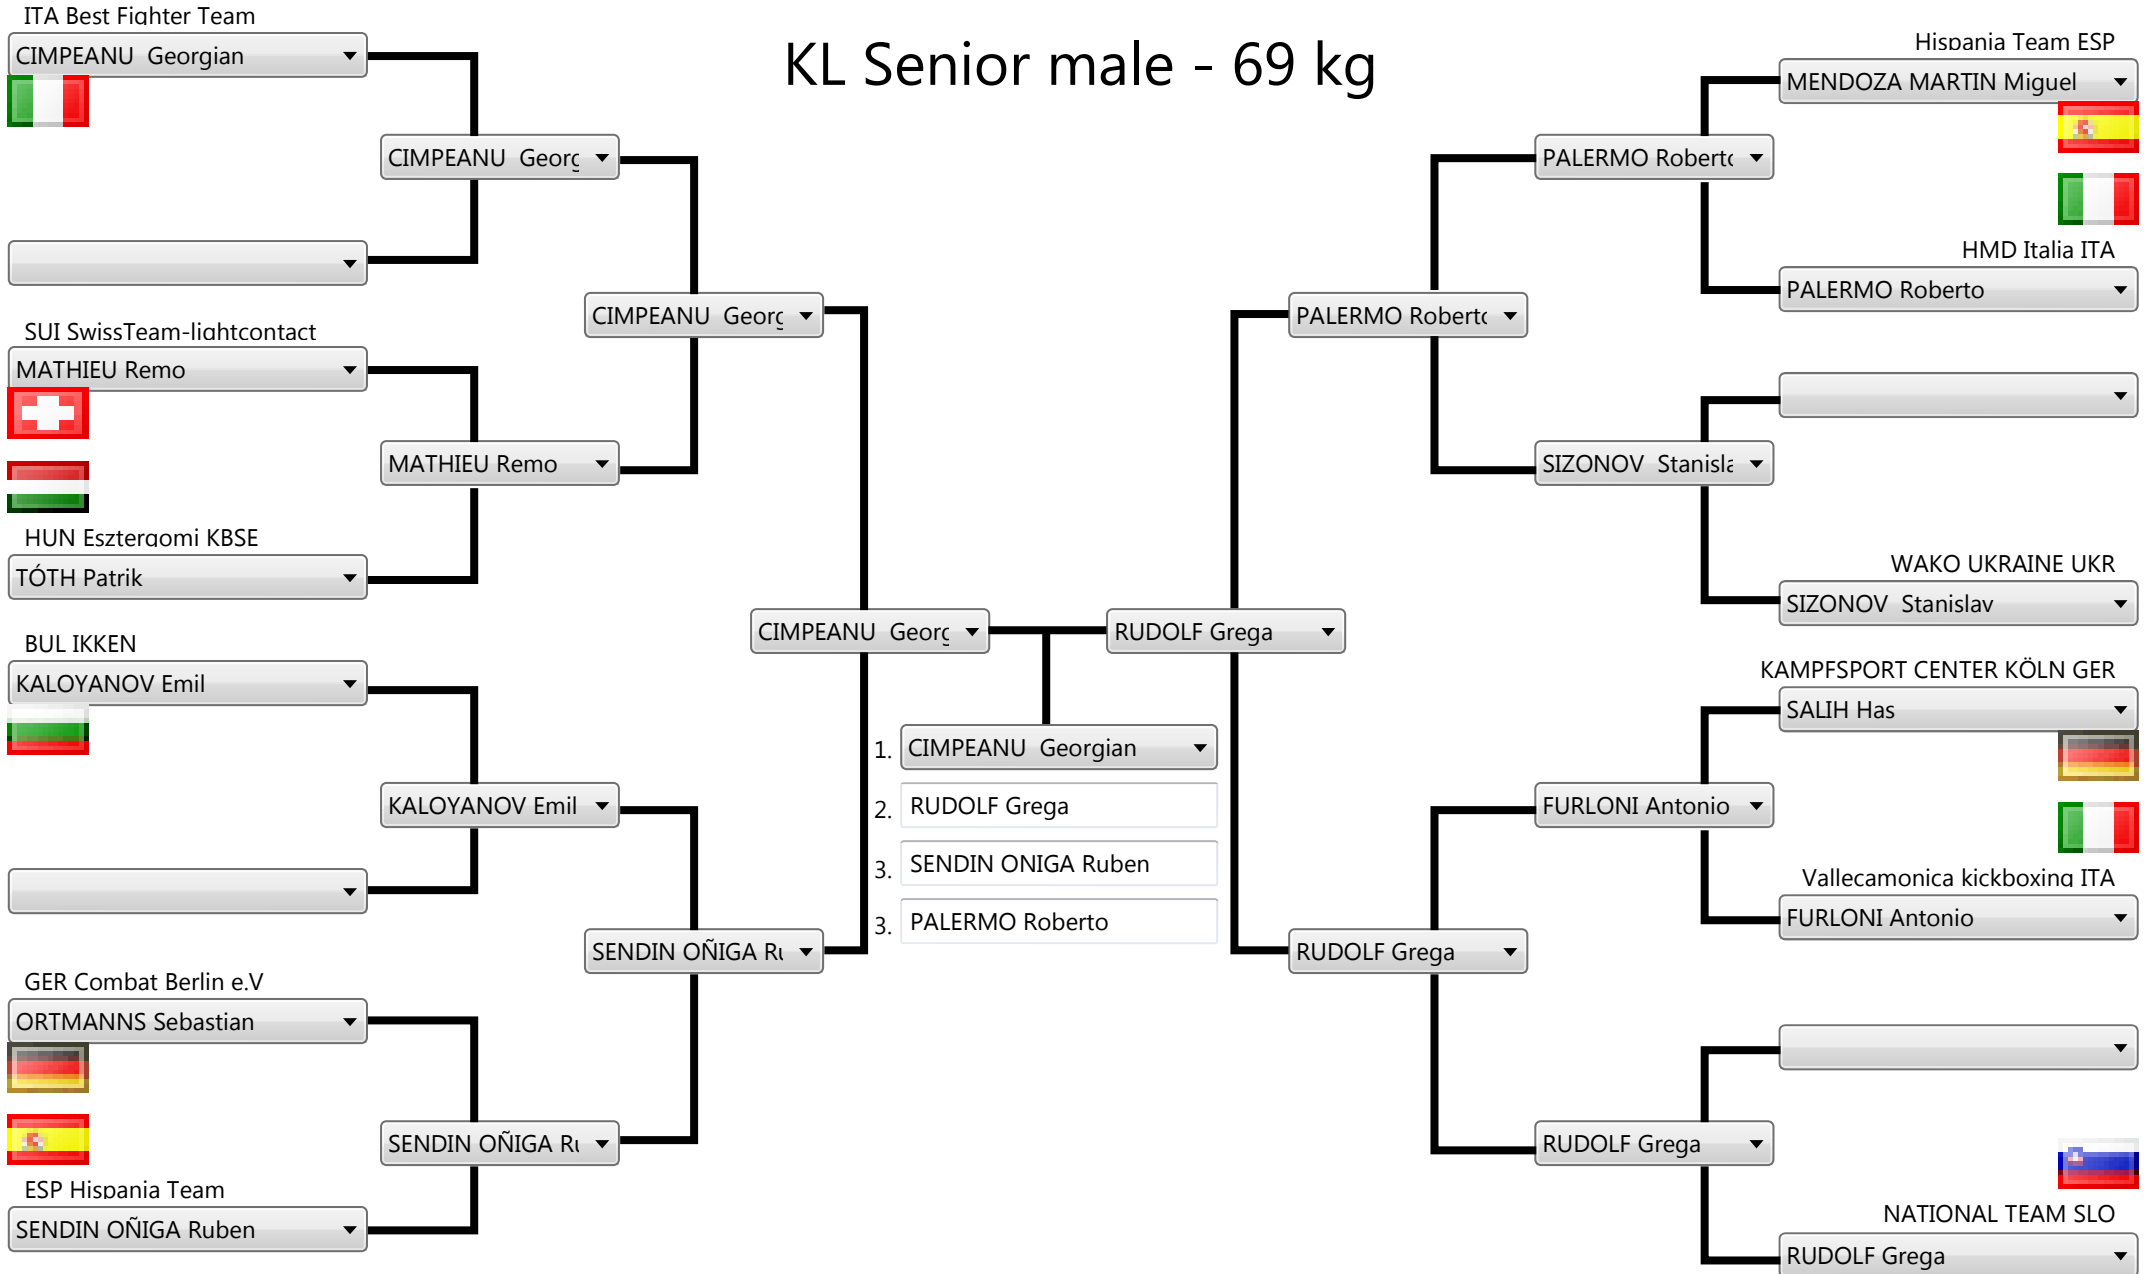 KL Senior male - 69 kg
ITA Best Fighter Team
CIMPEANU Georgian
SUI SwissTeam-lightcontact
MATHIEU Remo
HUN Esztergomi KBSE
TÓTH Patrik
BUL IKKEN
KALOYANOV Emil
GER Combat Berlin e.V
ORTMANNS Sebastian
ESP Hispania Team
SENDIN OÑIGA Ruben
CIMPEANU Georg
MATHIEU Remo
KALOYANOV Emil
SENDIN OÑIGA Ru
CIMPEANU Georg
SENDIN OÑIGA Ru
CIMPEANU Georg
RUDOLF Grega
1. CIMPEANU Georgian
2. RUDOLF Grega
3. SENDIN ONIGA Ruben
3. PALERMO Roberto
PALERMO Roberto
RUDOLF Grega
PALERMO Roberto
SIZONOV Stanisla
FURLONI Antonio
RUDOLF Grega
Hispania Team ESP
MENDOZA MARTIN Miguel
HMD Italia ITA
PALERMO Roberto
WAKO UKRAINE UKR
SIZONOV Stanislav
KAMPFSPORT CENTER KÖLN GER
SALIH Has
Vallecamonica kickboxing ITA
FURLONI Antonio
NATIONAL TEAM SLO
RUDOLF Grega